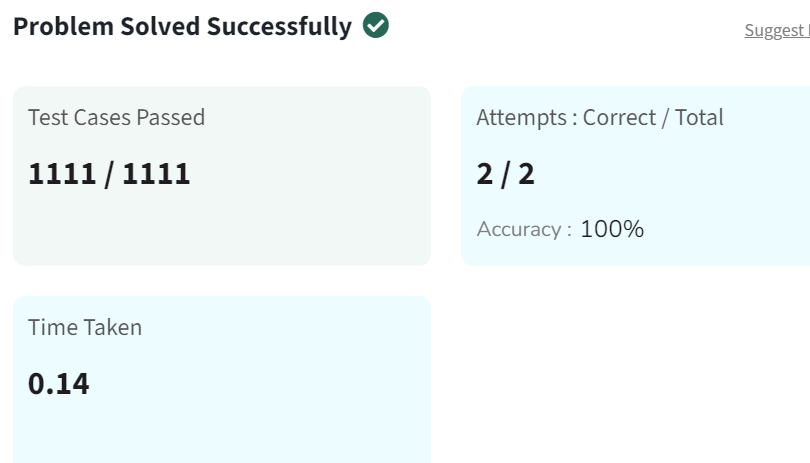 Problem Solved Successfully
Suggest
Test Cases Passed
1111 / 1111
Attempts : Correct / Total
2 / 2
Accuracy : 100%
Time Taken
0.14